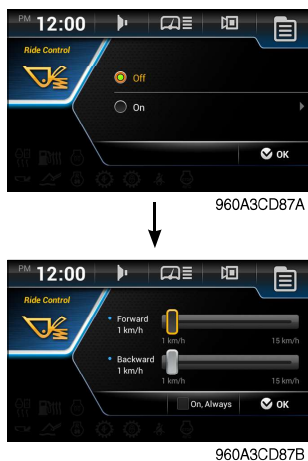 PM 12:00
Ride Control
Off
On
OK
960A3CD87A
PM 12:00
Ride Control
Forward
1 km/h
1 km/h 15 km/h
Backward
1 km/h
1 km/h 15 km/h
On, Always OK
960A3CD87B